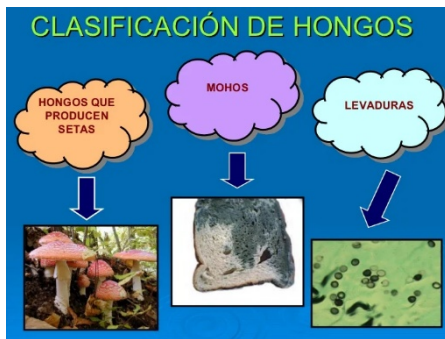 CLASIFICACIÓN DE HONGOS
HONGOS QUE
PRODUCEN
SETAS
MOHOS
LEVADURAS